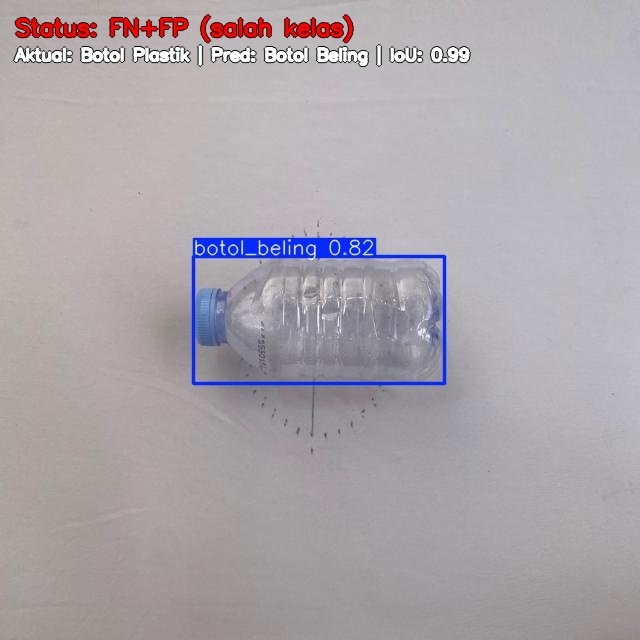 Status: FN+FP (salah kelas)
Aktual: Botol Plastik | Pred: Botol Beling | IoU: 0.99
botol_beling 0.82